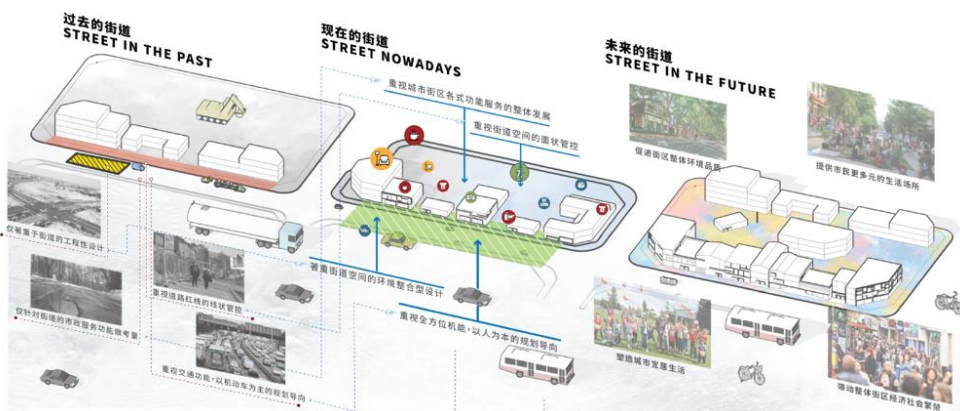 过去的街道
STREET IN THE PAST
现在的街道
STREET NOWADAYS
未来的街道
STREET IN THE FUTURE
重视城市街区各式功能服务的整体发展
重视街道空间的面状管控
促进街区整体环境品质
提供市民更多元的生活场所
仅着重于街道的工程性设计
重视道路红线的线状管控
仅针对街道的市政服务功能做考量
重视交通功能，以机动车为主的规划导向
着重街道空间的环境整合型设计
重视全方位机能，以人为本的规划导向
塑造城市宜居生活
带动整体街区经济社会繁荣